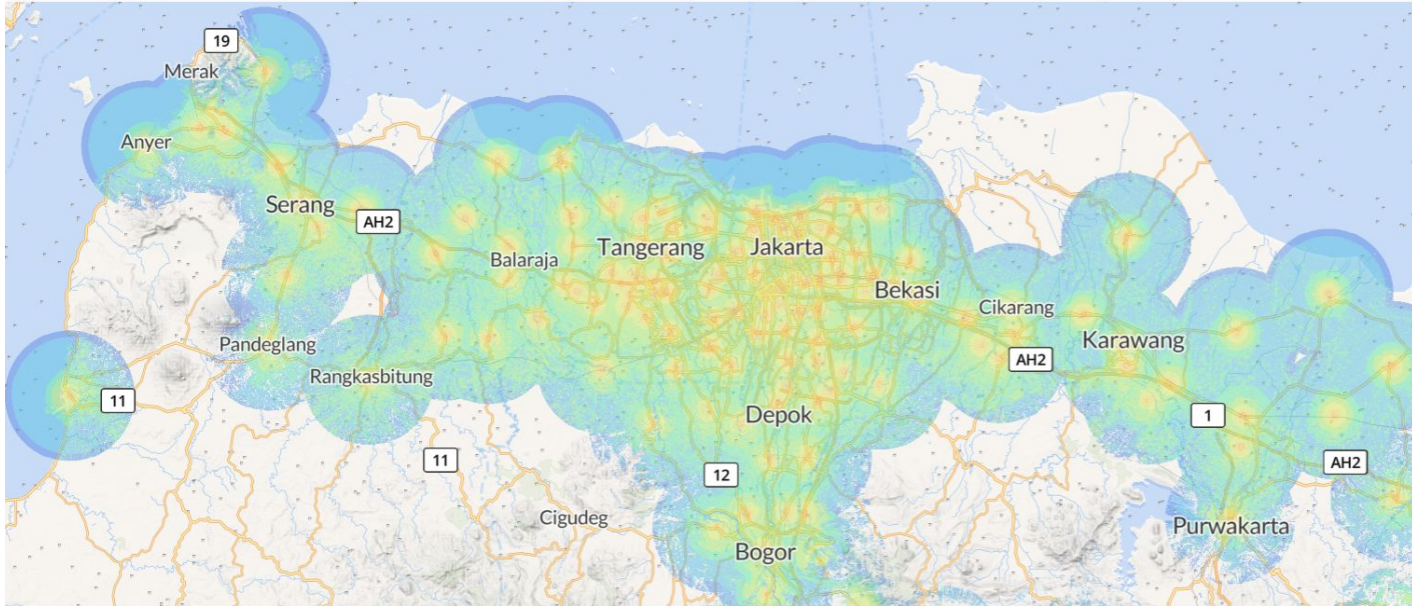 19
Merak
Anyer
Serang
AH2
Tangerang
Jakarta
Balaraja
Bekasi
Cikarang
Karawang
Pandeglang
AH2
Rangkasbitung
11
Depok
1
11
12
AH2
Cigudeg
Purwakarta
Bogor